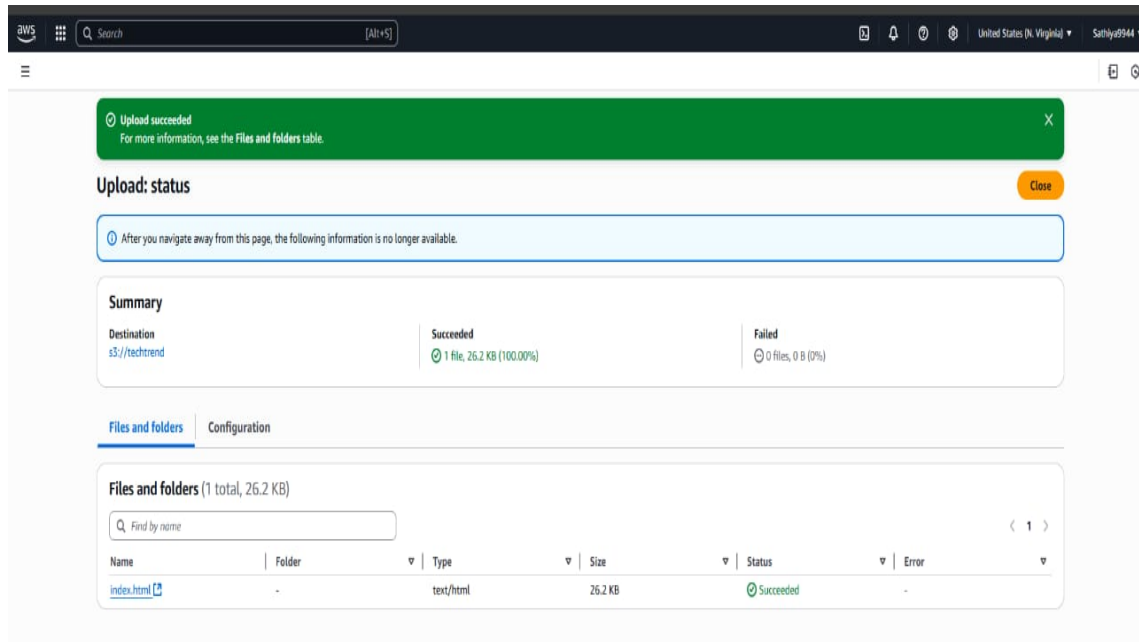 aws Search [Alt+S] United States (N. Virginia) Sathiya9944
Upload succeeded
For more information, see the Files and folders table.
Upload: status
Close
After you navigate away from this page, the following information is no longer available.
Summary
Destination Succeeded Failed
s3://techtrend 1 file, 26.2 KB (100.00%) 0 files, 0 B (0%)
Files and folders Configuration
Files and folders (1 total, 26.2 KB)
Find by name 1
Name Folder Type Size Status Error
index.html - text/html 26.2 KB Succeeded -